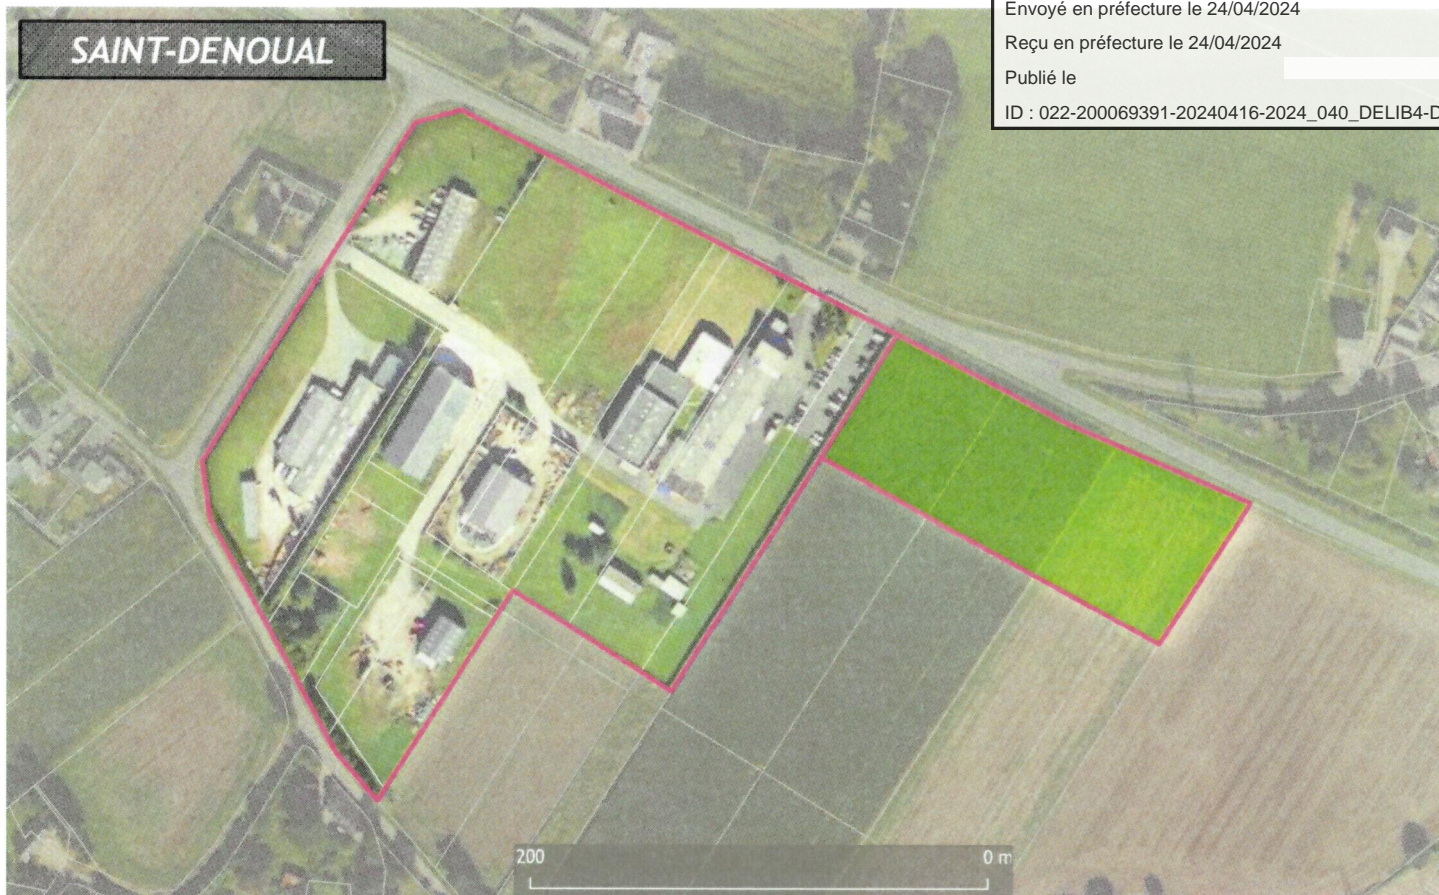 SAINT-DENOUAL
Envoyé en préfecture le 24/04/2024
Reçu en préfecture le 24/04/2024
Publié le
ID : 022-200069391-20240416-2024_040_DELIB4-D
200 0 m